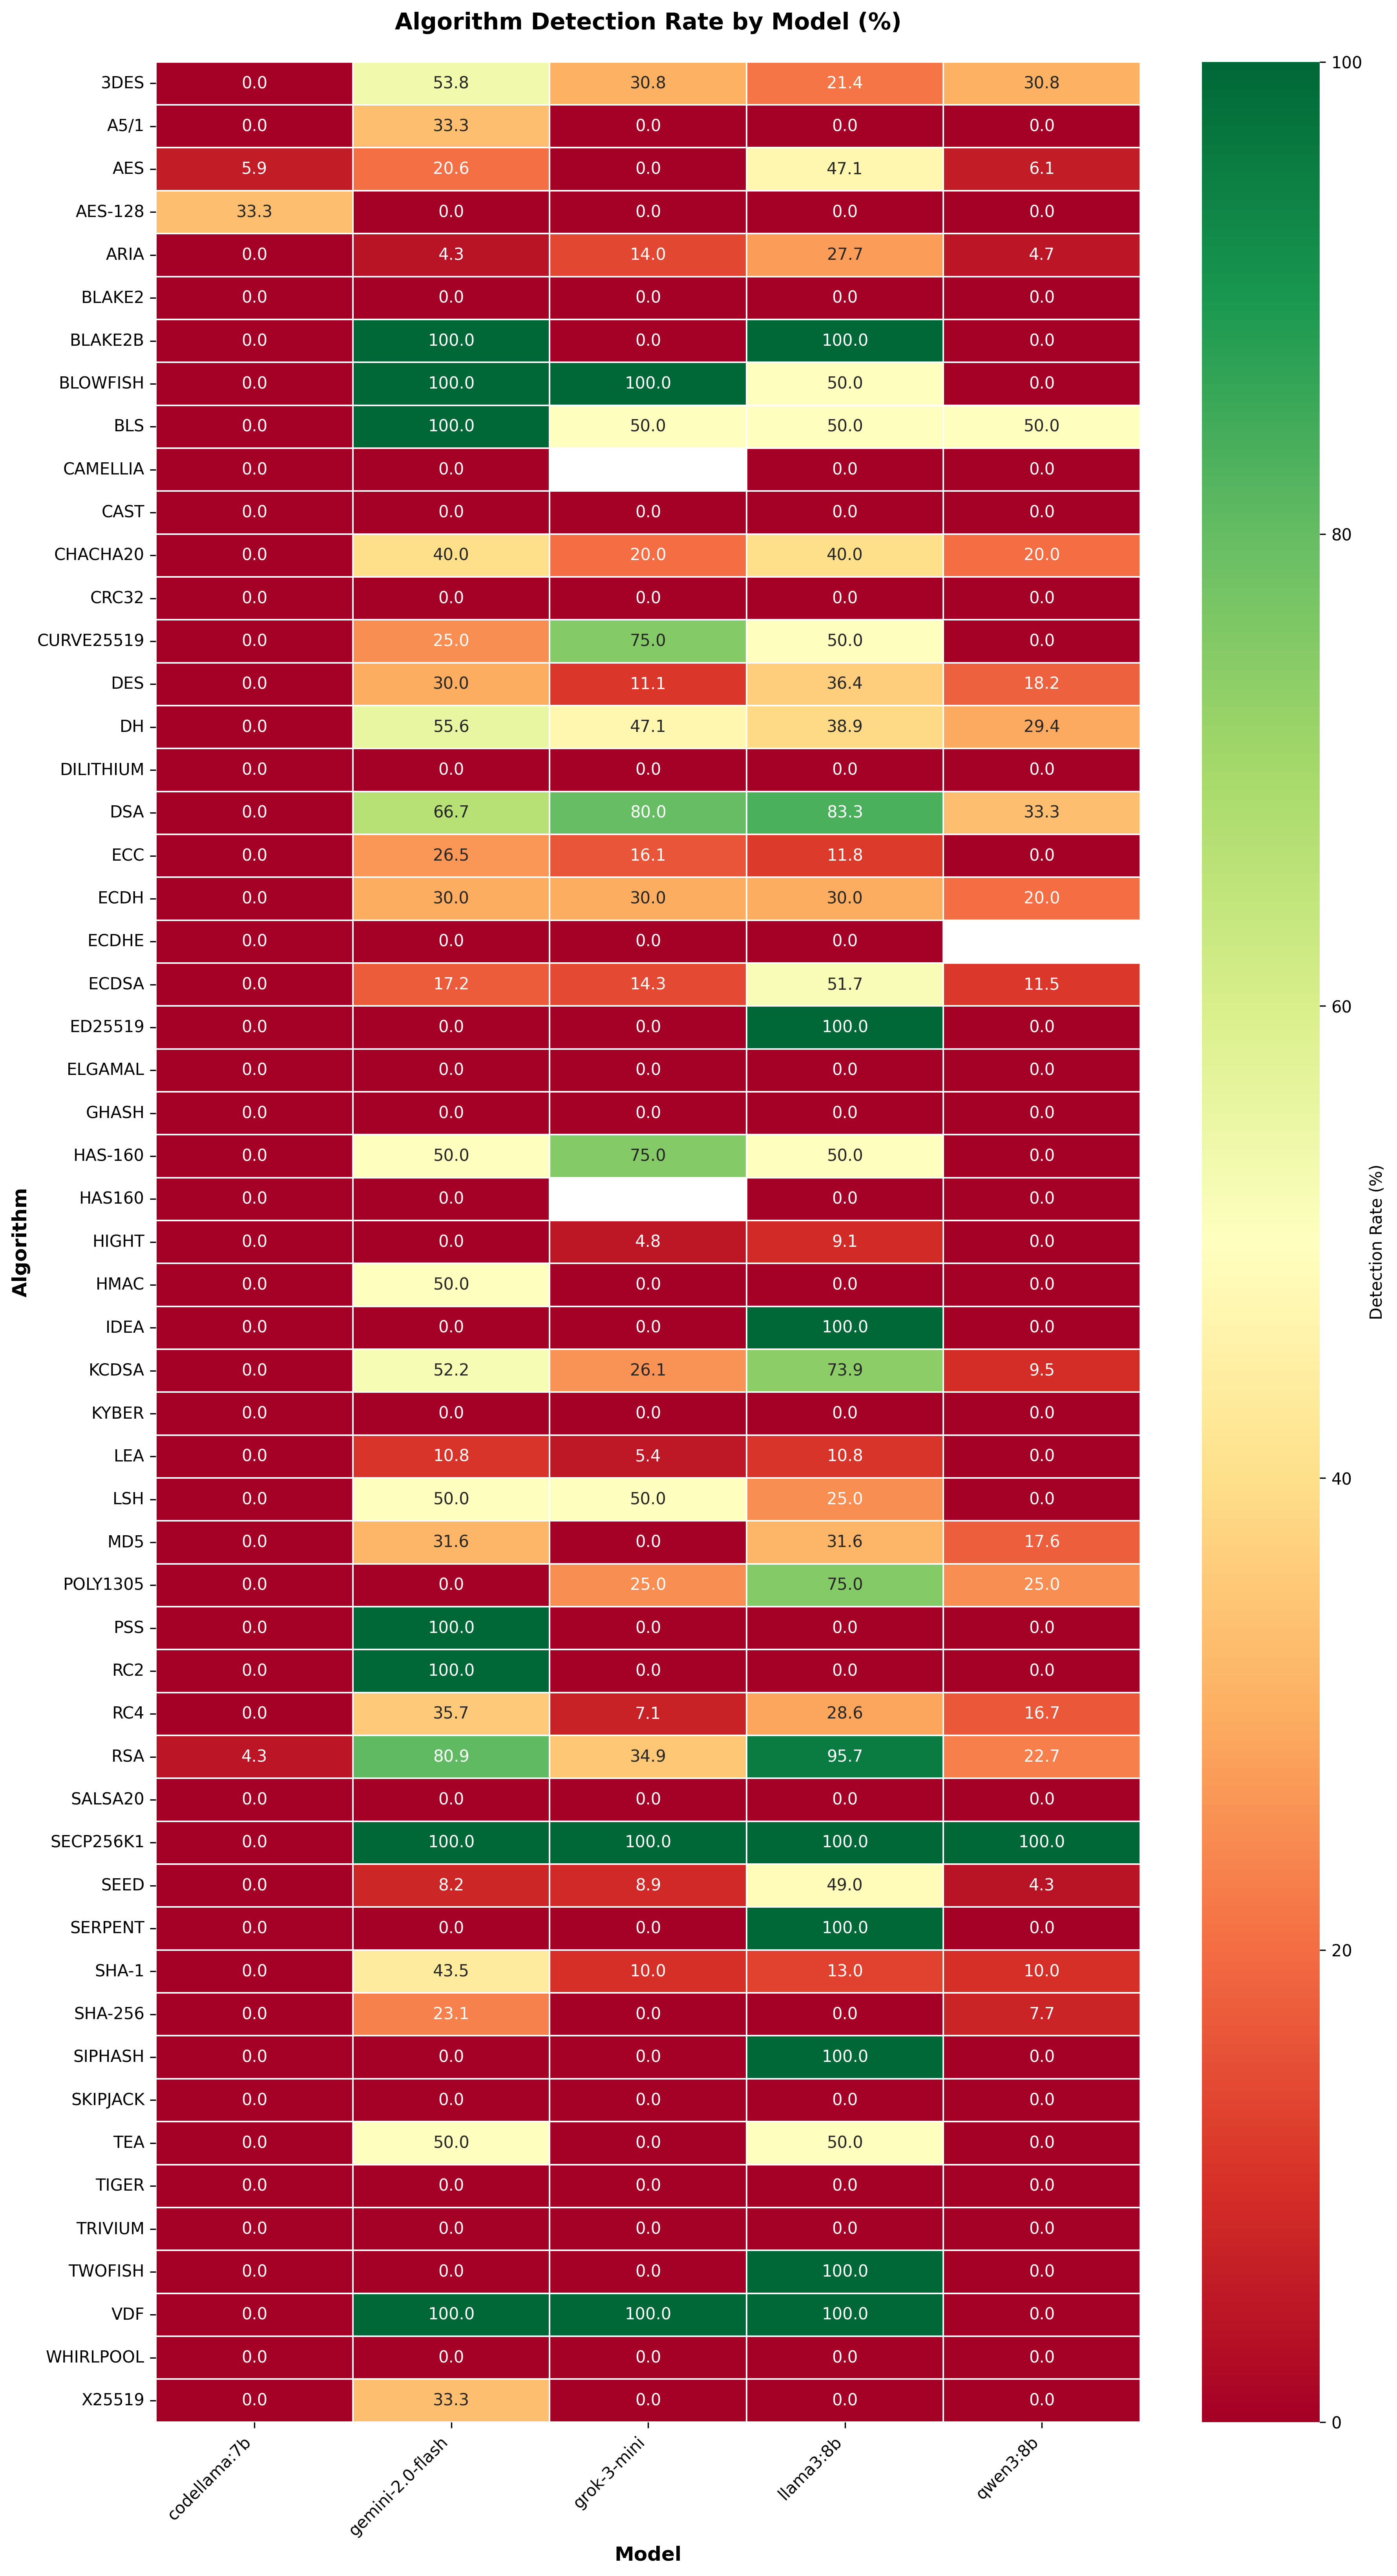 Algorithm Detection Rate by Model (%)
3DES 0.0 53.8 30.8 21.4 30.8
A5/1 0.0 33.3 0.0 0.0 0.0
AES 5.9 20.6 0.0 47.1 6.1
AES-128 33.3 0.0 0.0 0.0 0.0
ARIA 0.0 4.3 14.0 27.7 4.7
BLAKE2 0.0 0.0 0.0 0.0 0.0
BLAKE2B 0.0 100.0 0.0 100.0 0.0
BLOWFISH 0.0 100.0 100.0 50.0 0.0
BLS 0.0 100.0 50.0 50.0 50.0
CAMELLIA 0.0 0.0 0.0 0.0
CAST 0.0 0.0 0.0 0.0 0.0
CHACHA20 0.0 40.0 20.0 40.0 20.0
CRC32 0.0 0.0 0.0 0.0 0.0
CURVE25519 0.0 25.0 75.0 50.0 0.0
DES 0.0 30.0 11.1 36.4 18.2
DH 0.0 55.6 47.1 38.9 29.4
DILITHIUM 0.0 0.0 0.0 0.0 0.0
DSA 0.0 66.7 80.0 83.3 33.3
ECC 0.0 26.5 16.1 11.8 0.0
ECDH 0.0 30.0 30.0 30.0 20.0
ECDHE 0.0 0.0 0.0 0.0
ECDSA 0.0 17.2 14.3 51.7 11.5
ED25519 0.0 0.0 0.0 100.0 0.0
ELGAMAL 0.0 0.0 0.0 0.0 0.0
GHASH 0.0 0.0 0.0 0.0 0.0
HAS-160 0.0 50.0 75.0 50.0 0.0
HAS160 0.0 0.0 0.0 0.0
HIGHT 0.0 0.0 4.8 9.1 0.0
HMAC 0.0 50.0 0.0 0.0 0.0
IDEA 0.0 0.0 0.0 100.0 0.0
KCDSA 0.0 52.2 26.1 73.9 9.5
KYBER 0.0 0.0 0.0 0.0 0.0
LEA 0.0 10.8 5.4 10.8 0.0
LSH 0.0 50.0 50.0 25.0 0.0
MD5 0.0 31.6 0.0 31.6 17.6
POLY1305 0.0 0.0 25.0 75.0 25.0
PSS 0.0 100.0 0.0 0.0 0.0
RC2 0.0 100.0 0.0 0.0 0.0
RC4 0.0 35.7 7.1 28.6 16.7
RSA 4.3 80.9 34.9 95.7 22.7
SALSA20 0.0 0.0 0.0 0.0 0.0
SECP256K1 0.0 100.0 100.0 100.0 100.0
SEED 0.0 8.2 8.9 49.0 4.3
SERPENT 0.0 0.0 0.0 100.0 0.0
SHA-1 0.0 43.5 10.0 13.0 10.0
SHA-256 0.0 23.1 0.0 0.0 7.7
SIPHASH 0.0 0.0 0.0 100.0 0.0
SKIPJACK 0.0 0.0 0.0 0.0 0.0
TEA 0.0 50.0 0.0 50.0 0.0
TIGER 0.0 0.0 0.0 0.0 0.0
TRIVIUM 0.0 0.0 0.0 0.0 0.0
TWOFISH 0.0 0.0 0.0 100.0 0.0
VDF 0.0 100.0 100.0 100.0 0.0
WHIRLPOOL 0.0 0.0 0.0 0.0 0.0
X25519 0.0 33.3 0.0 0.0 0.0
codellama:7b gemini-2.0-flash grok-3-mini llama3:8b qwen3:8b
Model
Algorithm
100
80
60
40
20
0
Detection Rate (%)